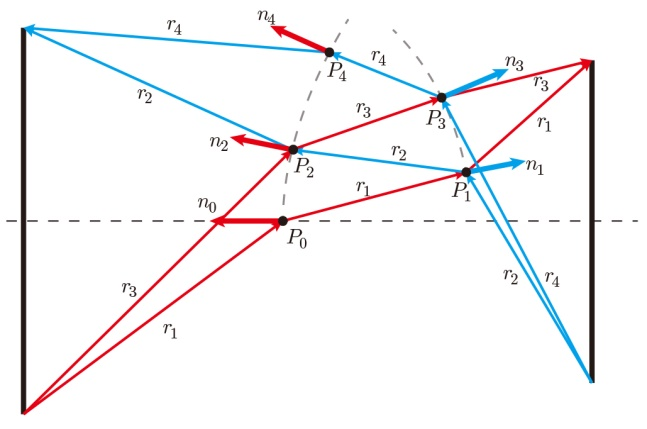 n₄
r₄
P₄
r₄
n₃
r₂
r₃
r₃
P₃
n₂
r₁
P₂
r₂
n₁
r₁
P₁
n₀
P₀
r₃
r₂
r₄
r₁